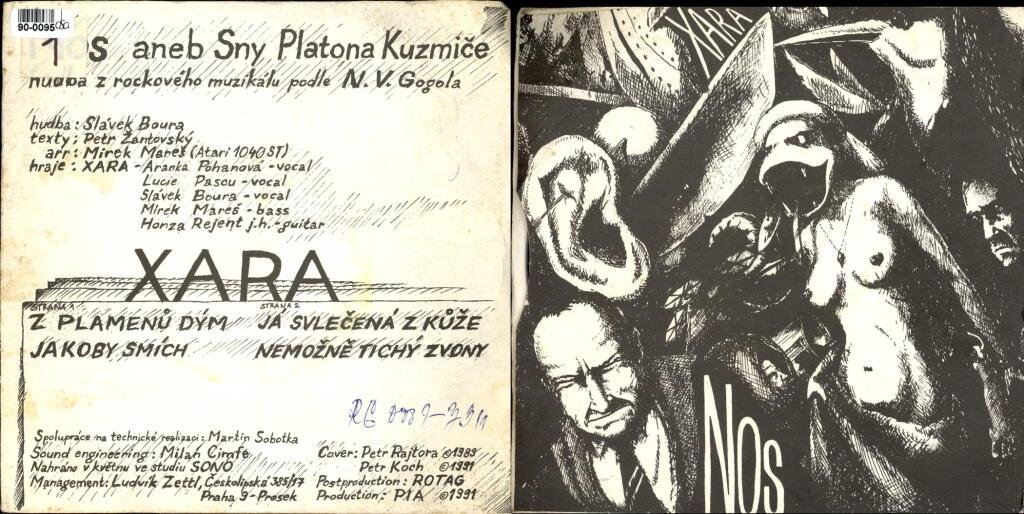 90-0095
1 OS aneb Sny Platona Kuzmiče
hudba z rockového muzikálu podle N. V. Gogola
hudba: Slávek Boura
texty: Petr Žantovský
arr: Mirek Mareš (Atari 1040 ST)
hraje: XARA - Aranka Pohanová - vocal
Lucie Pascu - vocal
Slávek Boura - vocal
Mirek Mareš - bass
Honza Rejent j.h. - guitar
XARA
STRANA 1
Z PLAMENŮ DÝM
JAKOBY SMÍCH
STRANA 2
JÁ SVLEČENÁ Z KŮŽE
NEMOŽNĚ TICHÝ ZVONY
Spolupráce na technické realizaci: Martin Sobotka
Sound engineering: Milan Cimfe
Nahráno v květnu ve studiu SONO
Management: Ludvík Zettl, Českolipská 385/17
Praha 9 - Prosek
Cover: Petr Rajtora © 1989
Petr Koch © 1991
Postproduction: ROTAG
Production: PIA © 1991
XARA
NOS